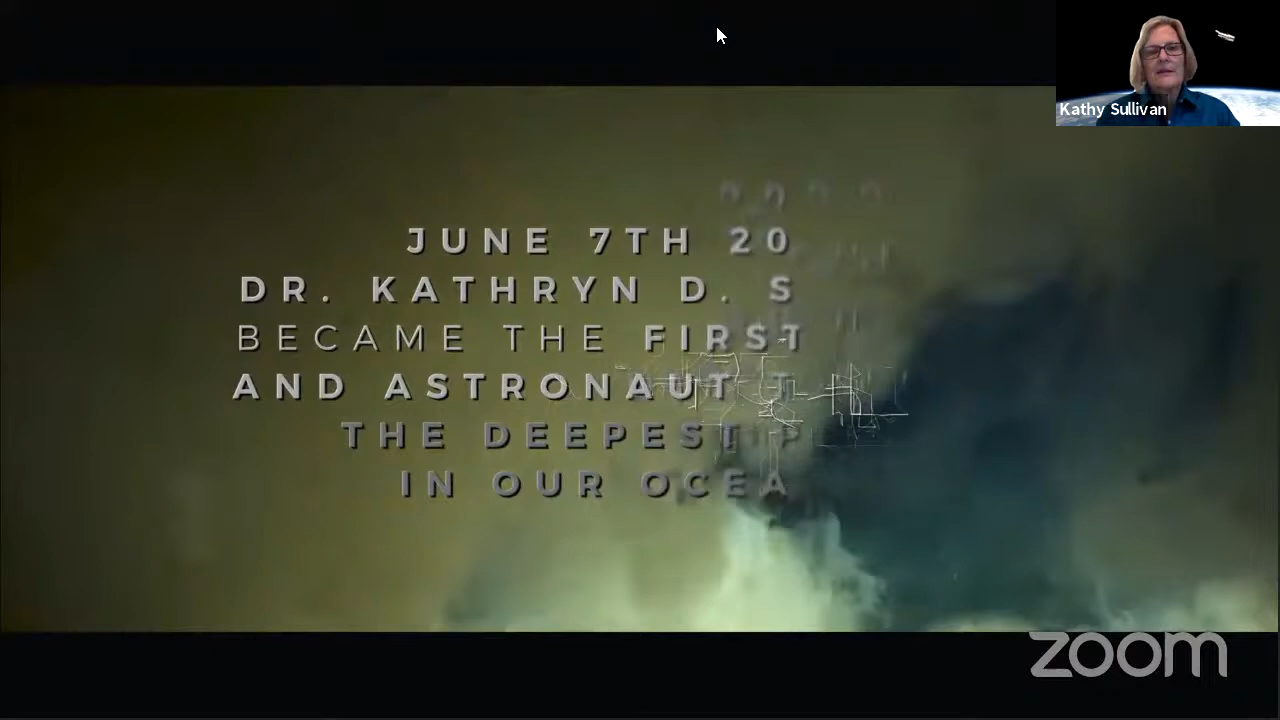 Kathy Sullivan
JUNE 7TH 20
DR. KATHRYN D. S
BECAME THE FIRST
AND ASTRONAUT T
THE DEEPEST P
IN OUR OCEA
zoom